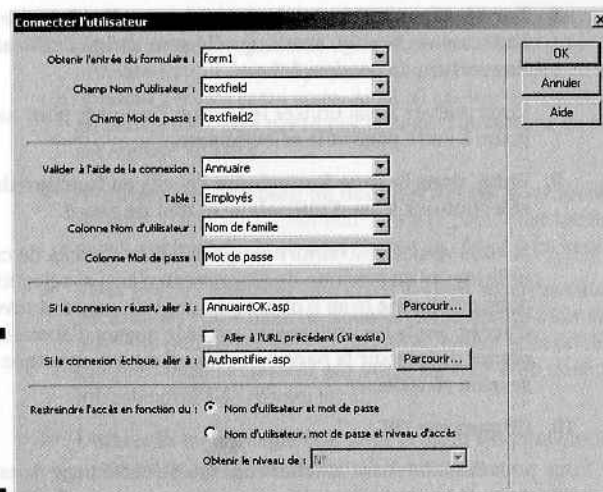 Connecter l'utilisateur
Obtenir l'entrée du formulaire : form1
Champ Nom d'utilisateur : textfield
Champ Mot de passe : textfield2
OK
Annuler
Aide
Valider à l'aide de la connexion : Annuaire
Table : Employés
Colonne Nom d'utilisateur : Nom de famille
Colonne Mot de passe : Mot de passe
Si la connexion réussit, aller à : AnnuaireOK.asp Parcourir...
Aller à l'URL précédent (s'il existe)
Si la connexion échoue, aller à : Authentifier.asp Parcourir...
Restreindre l'accès en fonction du : Nom d'utilisateur et mot de passe
Nom d'utilisateur, mot de passe et niveau d'accès
Obtenir le niveau de : N°